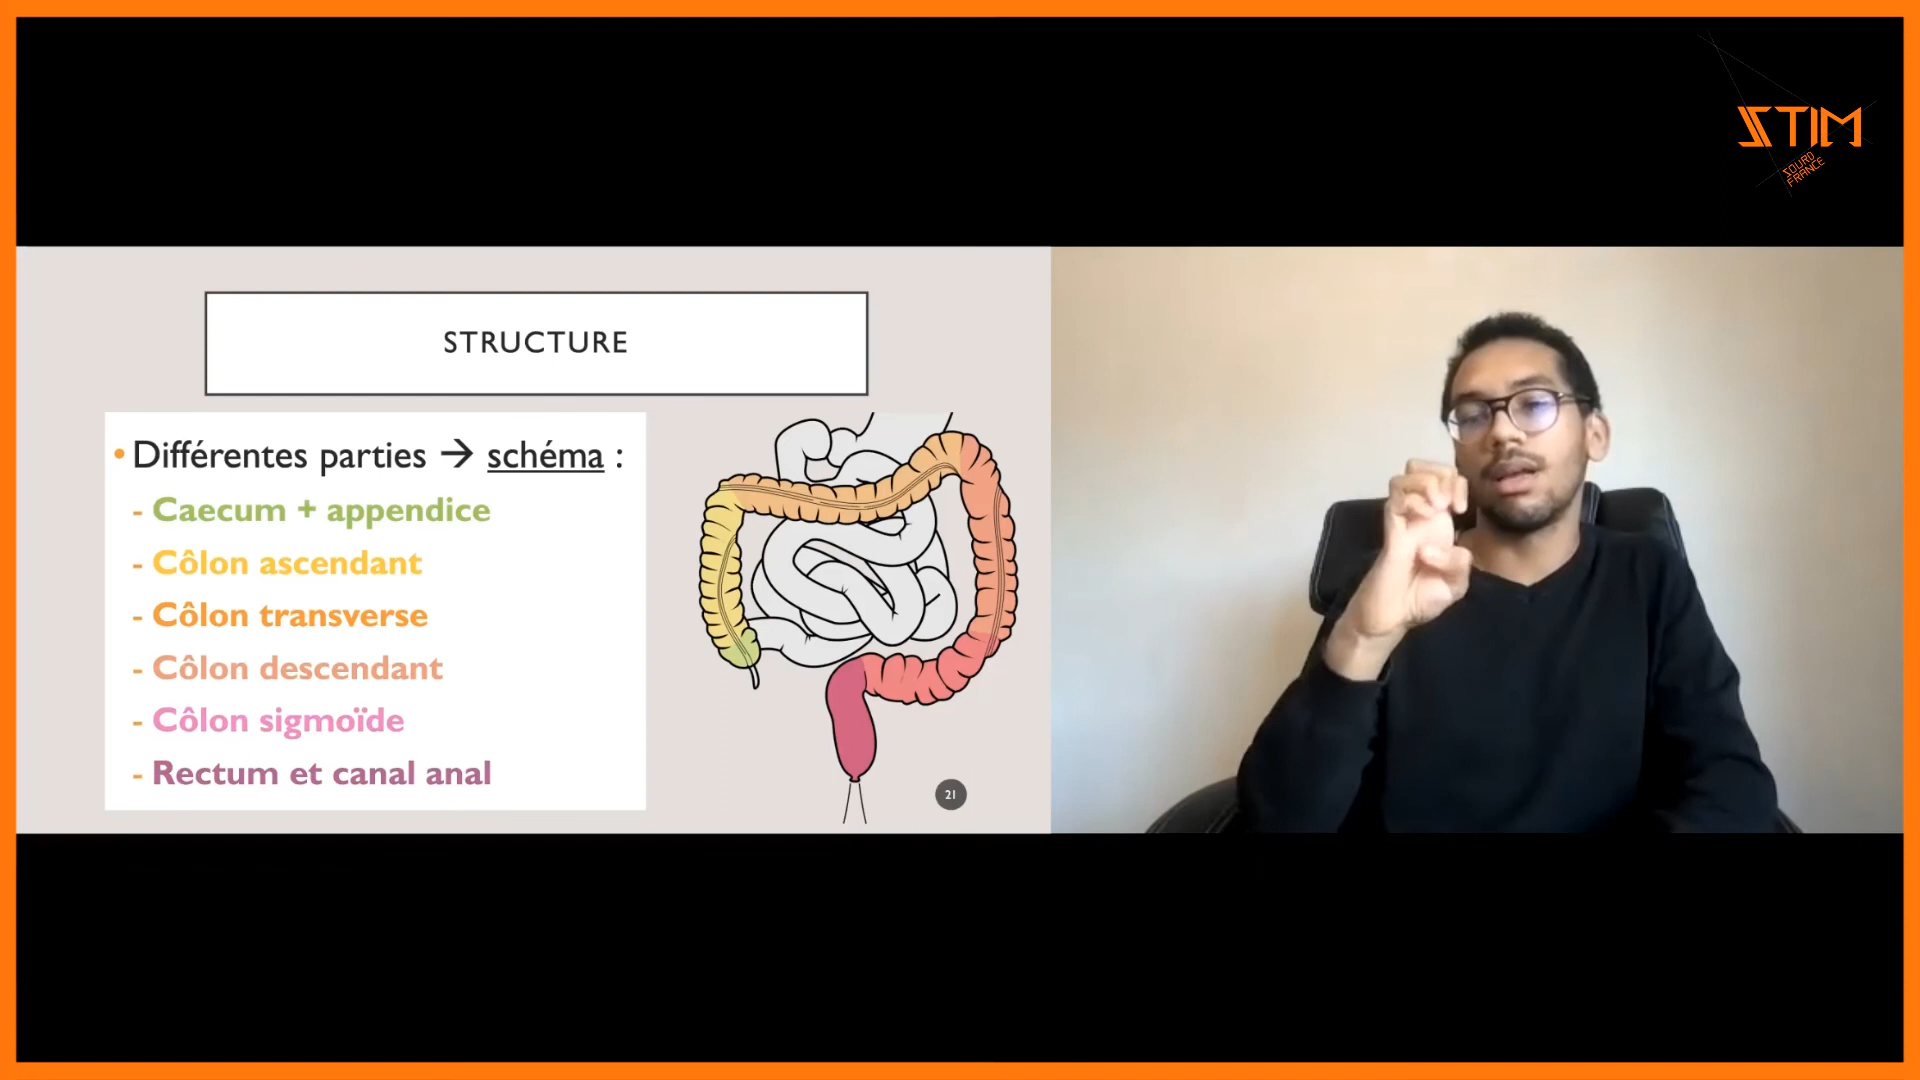 STIM
SOURD
FRANCE
STRUCTURE
• Différentes parties → schéma :
- Caecum + appendice
- Côlon ascendant
- Côlon transverse
- Côlon descendant
- Côlon sigmoïde
- Rectum et canal anal
21